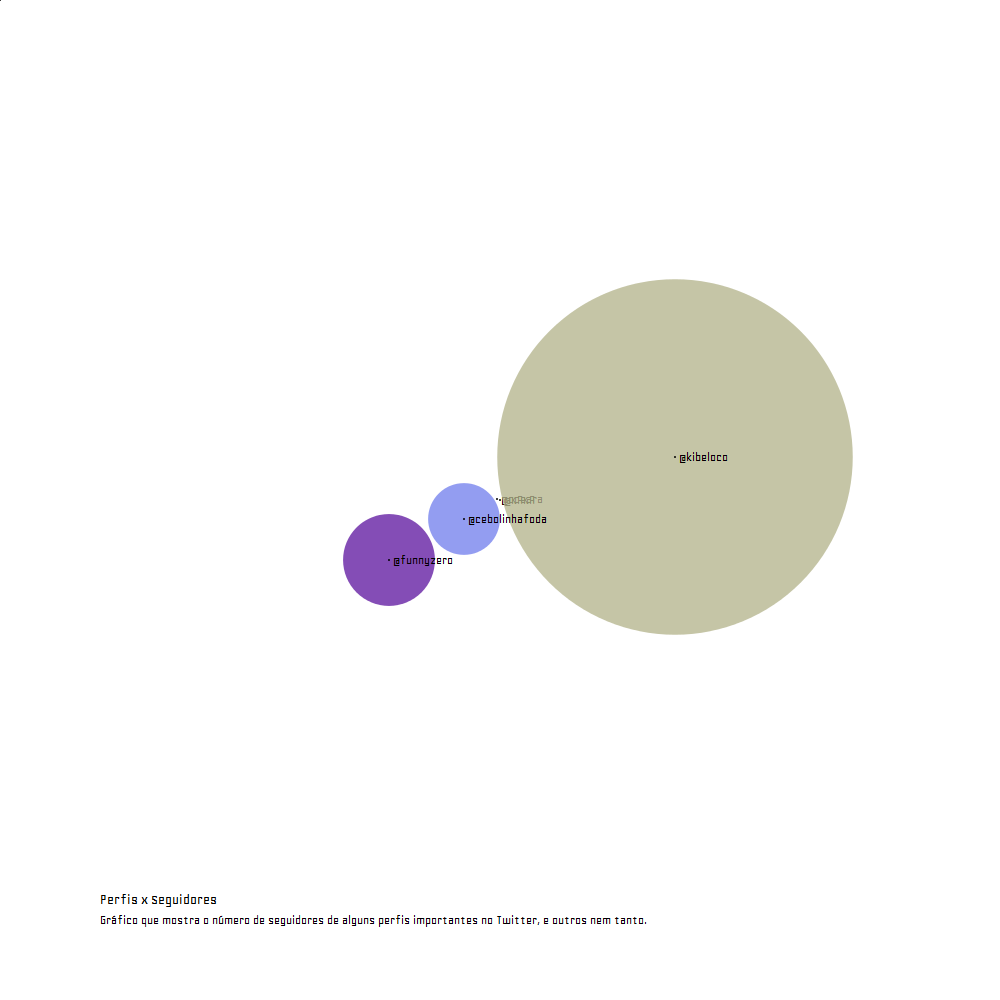 @kibeloco
@cebolinhafoda
@funnyzero
Perfis x Seguidores
Gráfico que mostra o número de seguidores de alguns perfis importantes no Twitter, e outros nem tanto.